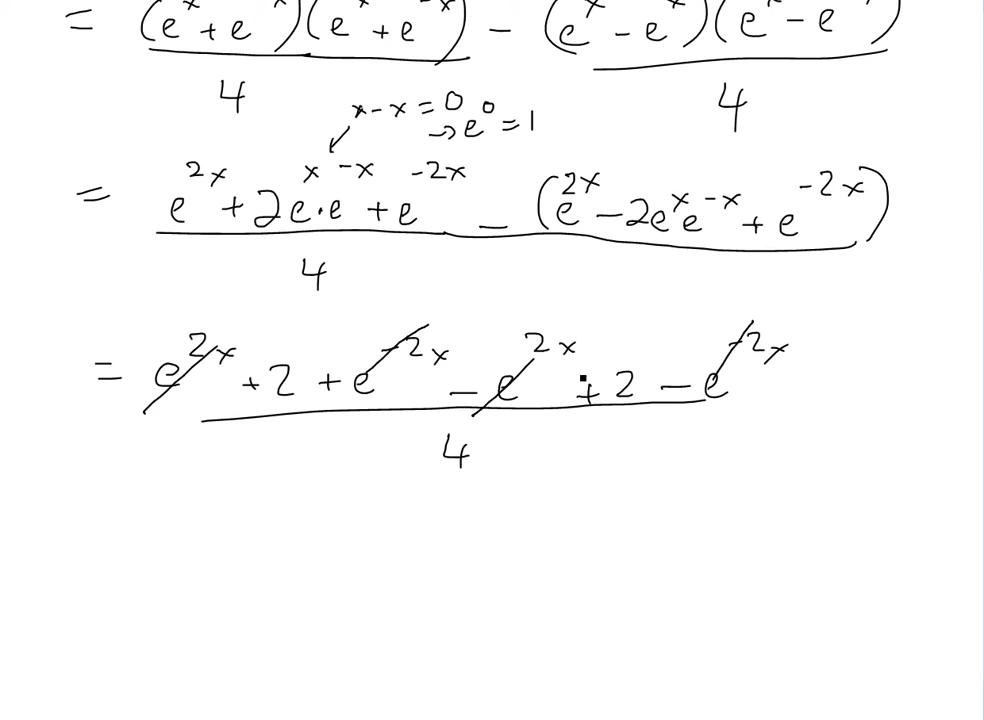 = (e^x + e^-x)(e^x + e^-x) / 4 - (e^x - e^-x)(e^x - e^-x) / 4
x - x = 0
→ e^0 = 1
= e^2x + 2e^x · e^-x + e^-2x - (e^2x - 2e^x e^-x + e^-2x)
4
= e^2x + 2 + e^-2x - e^2x + 2 - e^-2x
4